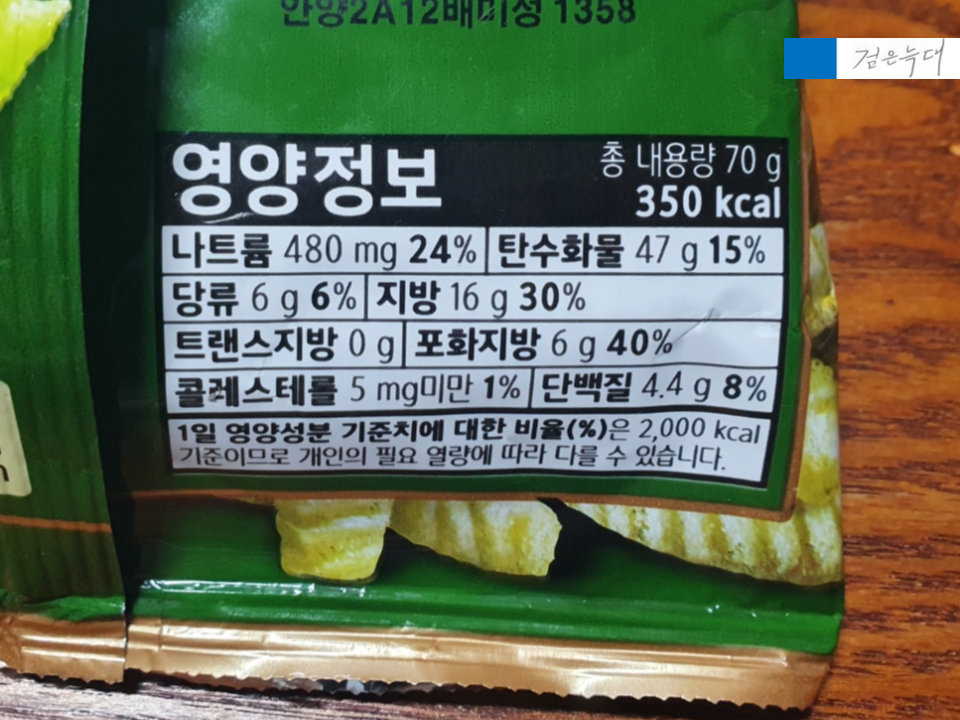 안양2A12배미정 1358
검은늑대
영양정보
총 내용량 70 g
350 kcal
나트륨 480 mg 24% 탄수화물 47 g 15%
당류 6 g 6% 지방 16 g 30%
트랜스지방 0 g 포화지방 6 g 40%
콜레스테롤 5 mg미만 1% 단백질 4.4 g 8%
1일 영양성분 기준치에 대한 비율(%)은 2,000 kcal
기준이므로 개인의 필요 열량에 따라 다를 수 있습니다.